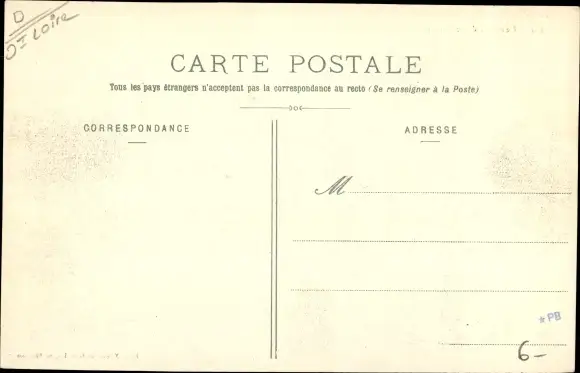 D
Dᵗ Loire
CARTE POSTALE
Tous les pays étrangers n'acceptent pas la correspondance au recto (Se renseigner à la Poste)
CORRESPONDANCE
ADRESSE
M
*PB
6-